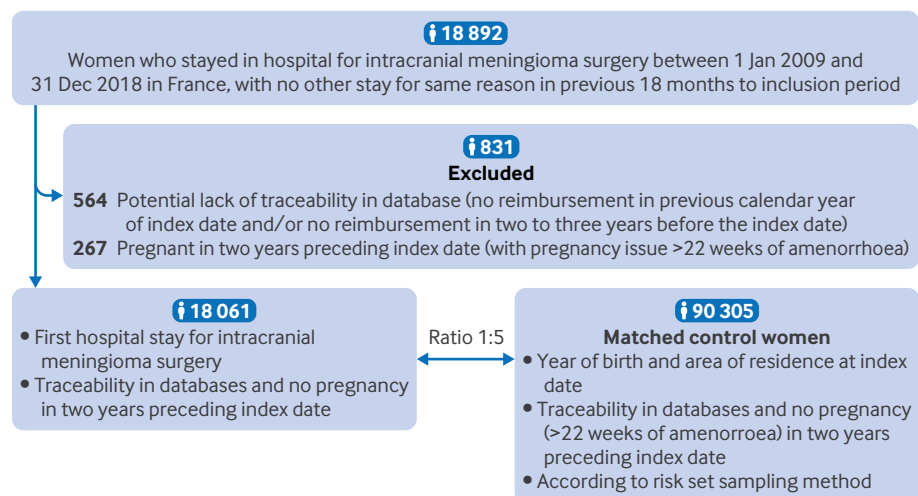 18 892
Women who stayed in hospital for intracranial meningioma surgery between 1 Jan 2009 and
31 Dec 2018 in France, with no other stay for same reason in previous 18 months to inclusion period
831
Excluded
564 Potential lack of traceability in database (no reimbursement in previous calendar year
of index date and/or no reimbursement in two to three years before the index date)
267 Pregnant in two years preceding index date (with pregnancy issue >22 weeks of amenorrhoea)
18 061
• First hospital stay for intracranial
meningioma surgery
• Traceability in databases and no pregnancy
in two years preceding index date
Ratio 1:5
90 305
Matched control women
• Year of birth and area of residence at index
date
• Traceability in databases and no pregnancy
(>22 weeks of amenorroea) in two years
preceding index date
• According to risk set sampling method